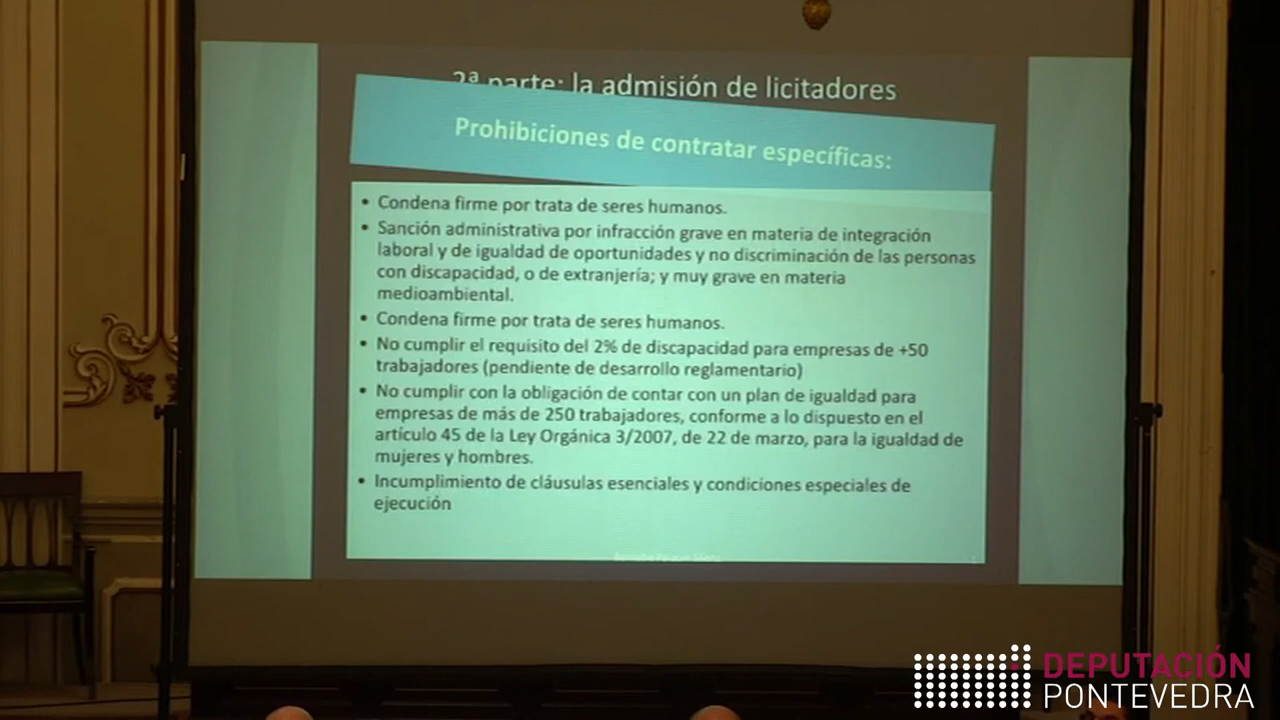 2ª parte: la admisión de licitadores
Prohibiciones de contratar específicas:
• Condena firme por trata de seres humanos.
• Sanción administrativa por infracción grave en materia de integración
laboral y de igualdad de oportunidades y no discriminación de las personas
con discapacidad, o de extranjería; y muy grave en materia
medioambiental.
• Condena firme por trata de seres humanos.
• No cumplir el requisito del 2% de discapacidad para empresas de +50
trabajadores (pendiente de desarrollo reglamentario)
• No cumplir con la obligación de contar con un plan de igualdad para
empresas de más de 250 trabajadores, conforme a lo dispuesto en el
artículo 45 de la Ley Orgánica 3/2007, de 22 de marzo, para la igualdad de
mujeres y hombres.
• Incumplimiento de cláusulas esenciales y condiciones especiales de
ejecución
DEPUTACIÓN
PONTEVEDRA